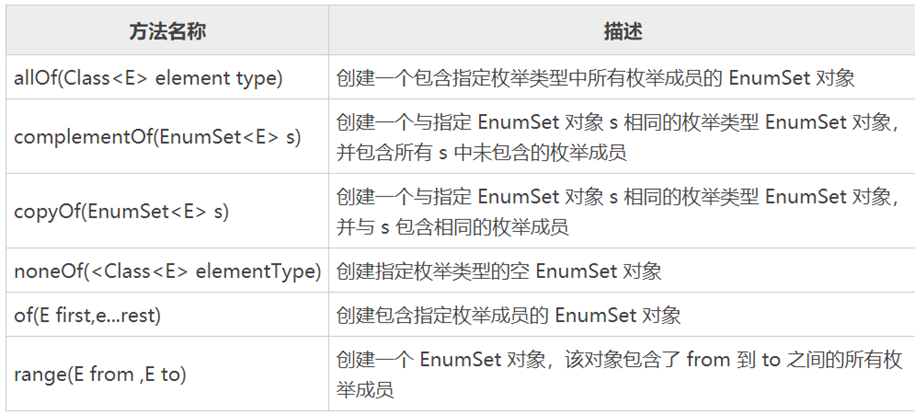 方法名称 描述
allOf(Class<E> element type) 创建一个包含指定枚举类型中所有枚举成员的 EnumSet 对象
complementOf(EnumSet<E> s) 创建一个与指定 EnumSet 对象 s 相同的枚举类型 EnumSet 对象，
并包含所有 s 中未包含的枚举成员
copyOf(EnumSet<E> s) 创建一个与指定 EnumSet 对象 s 相同的枚举类型 EnumSet 对象，
并与 s 包含相同的枚举成员
noneOf(<Class<E> elementType) 创建指定枚举类型的空 EnumSet 对象
of(E first,e...rest) 创建包含指定枚举成员的 EnumSet 对象
range(E from ,E to) 创建一个 EnumSet 对象，该对象包含了 from 到 to 之间的所有枚
举成员